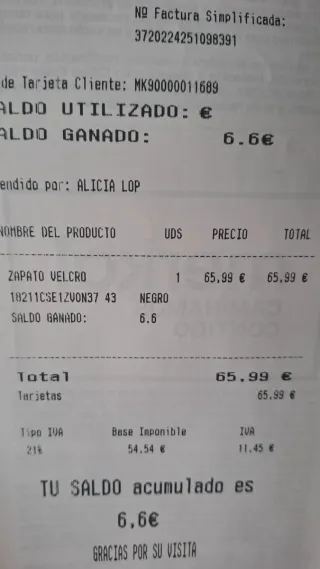 Nº Factura Simplificada:
3720224251098391
de Tarjeta Cliente: MK90000011689
ALDO UTILIZADO: €
ALDO GANADO: 6.6€
endido por: ALICIA LOP
NOMBRE DEL PRODUCTO UDS PRECIO TOTAL
ZAPATO VELCRO 1 65,99 € 65,99 €
18211CSE1ZVON37 43 NEGRO
SALDO GANADO: 6.6
Total 65.99 €
Tarjetas 65.99 €
Tipo IVA Base Imponible IVA
21% 54.54 € 11.45 €
TU SALDO acumulado es
6,6€
GRACIAS POR SU VISITA